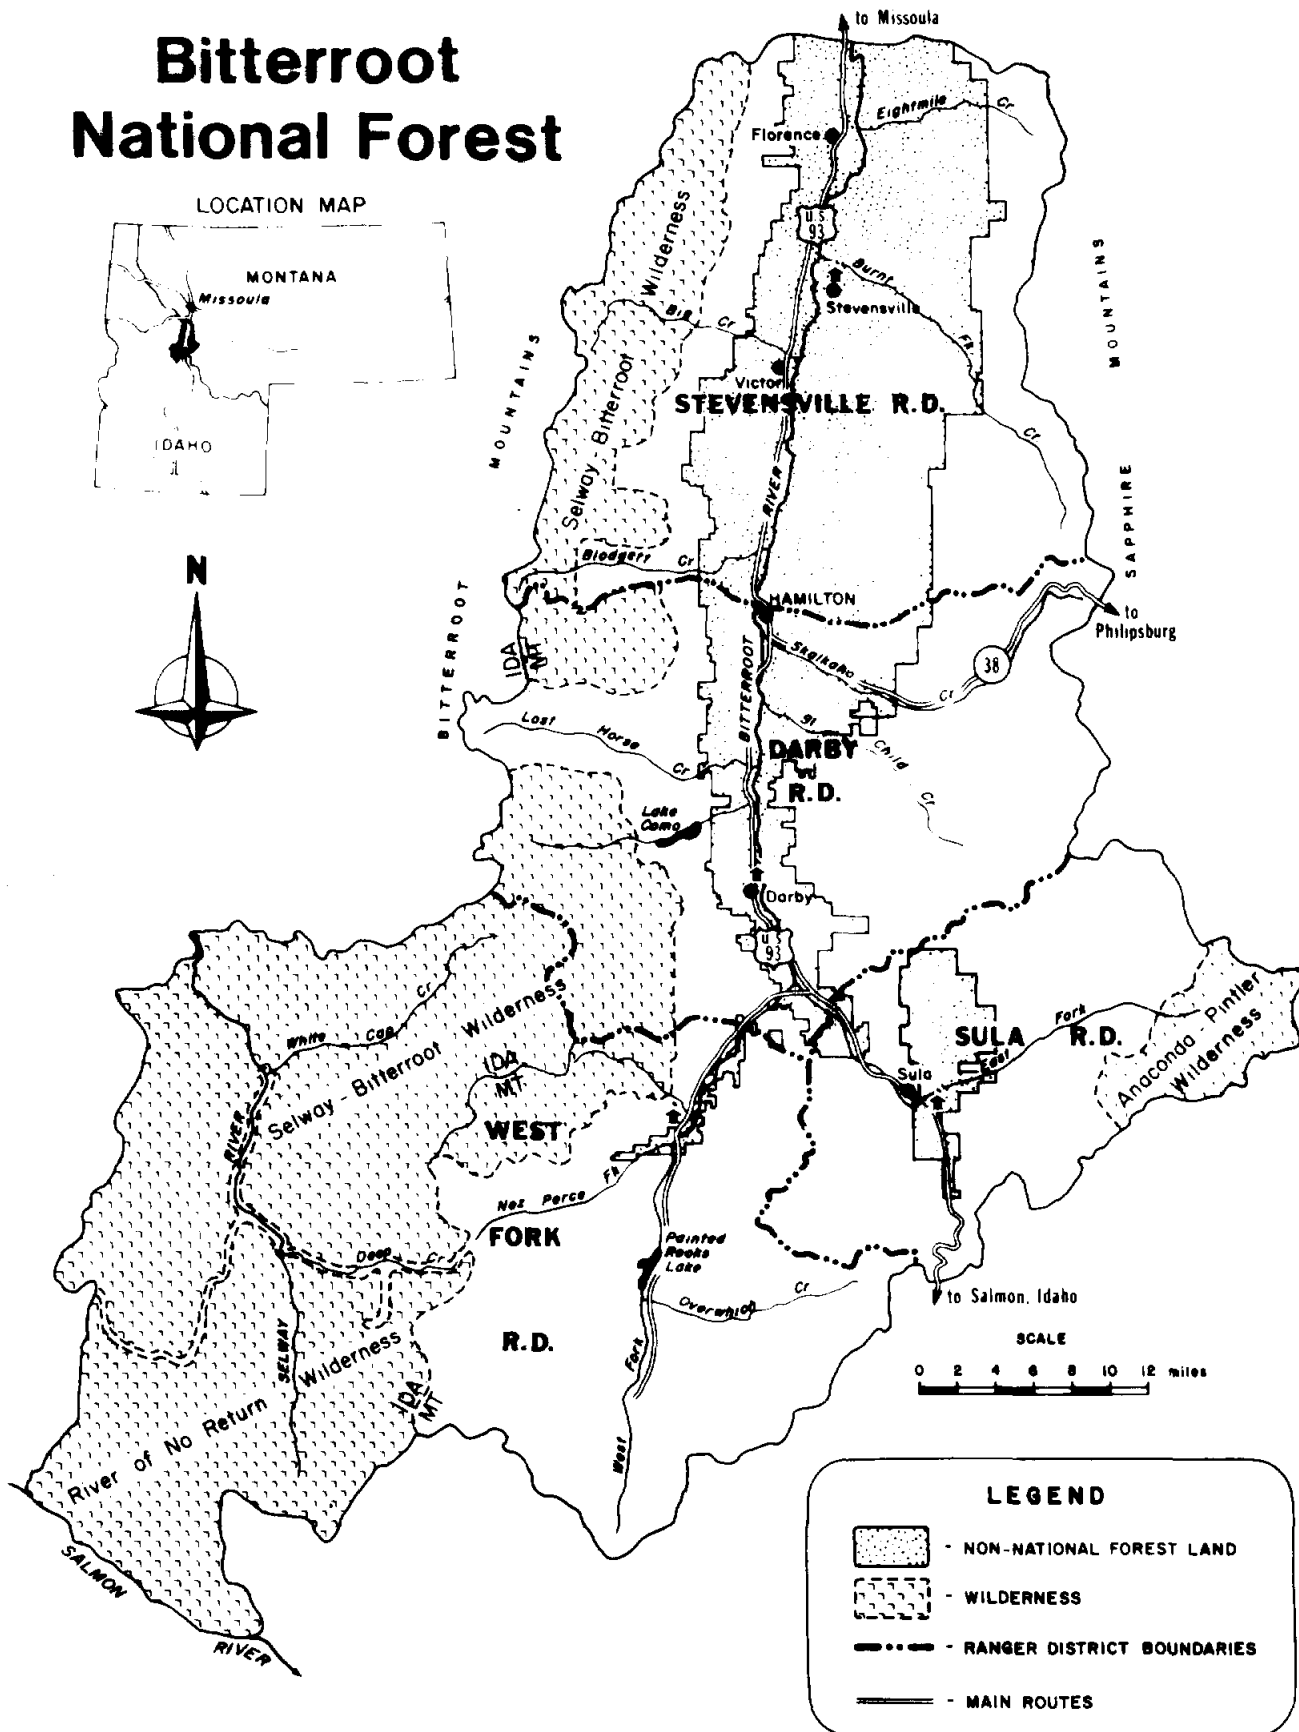 Bitterroot
National Forest
LOCATION MAP
MONTANA
Missoula
IDAHO
N
to Missoula
Eightmile Cr
Florence
U.S.
93
Burnt Fk Cr
Stevensville
Wilderness
Selway - Bitterroot
Big Cr
Victor
STEVENSVILLE R.D.
MOUNTAINS
MOUNTAINS
SAPPHIRE
BITTERROOT
RIVER
BITTERROOT
Blodgett Cr
HAMILTON
to
Philipsburg
38
Skalkaho Cr
IDA
MT
Lost Horse Cr
Child Cr
DARBY
R.D.
Lake
Como
Darby
U.S.
93
White Cap Cr
Selway - Bitterroot Wilderness
IDA
MT
WEST
FORK
R.D.
SULA R.D.
East Fork
Sula
Anaconda - Pintler
Wilderness
RIVER
SELWAY
Nez Perce Fk
Deep Cr
Painted
Rocks
Lake
Overwhich Cr
West Fork
to Salmon, Idaho
IDA
MT
River of No Return Wilderness
SALMON
RIVER
SCALE
0 2 4 6 8 10 12 miles
LEGEND
- NON-NATIONAL FOREST LAND
- WILDERNESS
- RANGER DISTRICT BOUNDARIES
- MAIN ROUTES